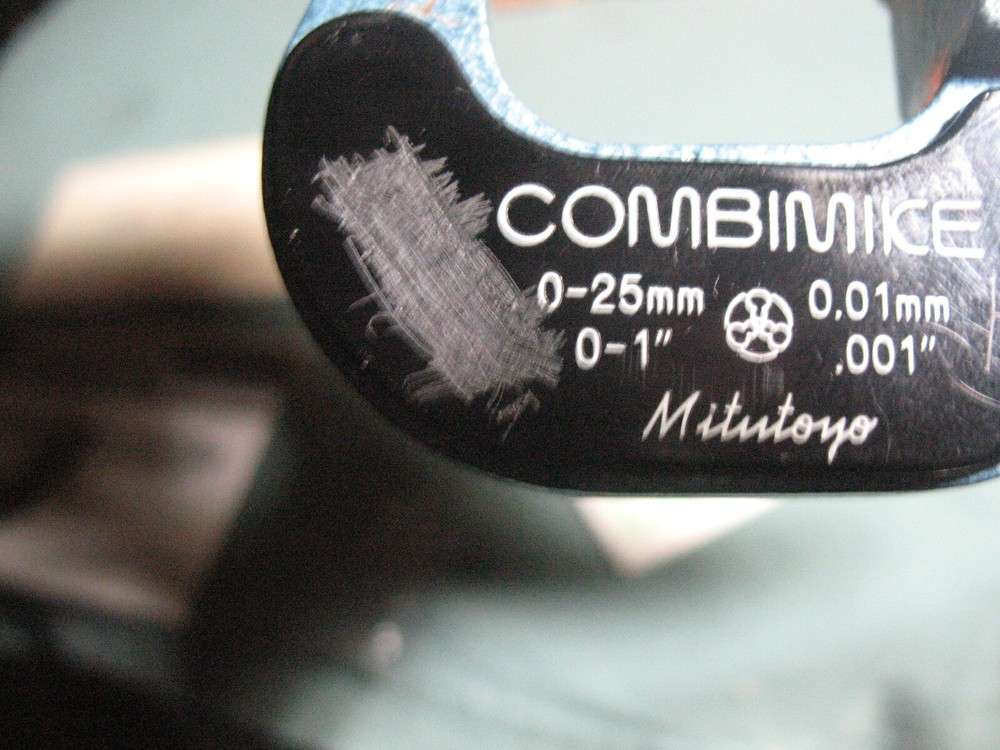 COMBIMIKE
0-25mm 0.01mm
0-1" .001"
Mitutoyo